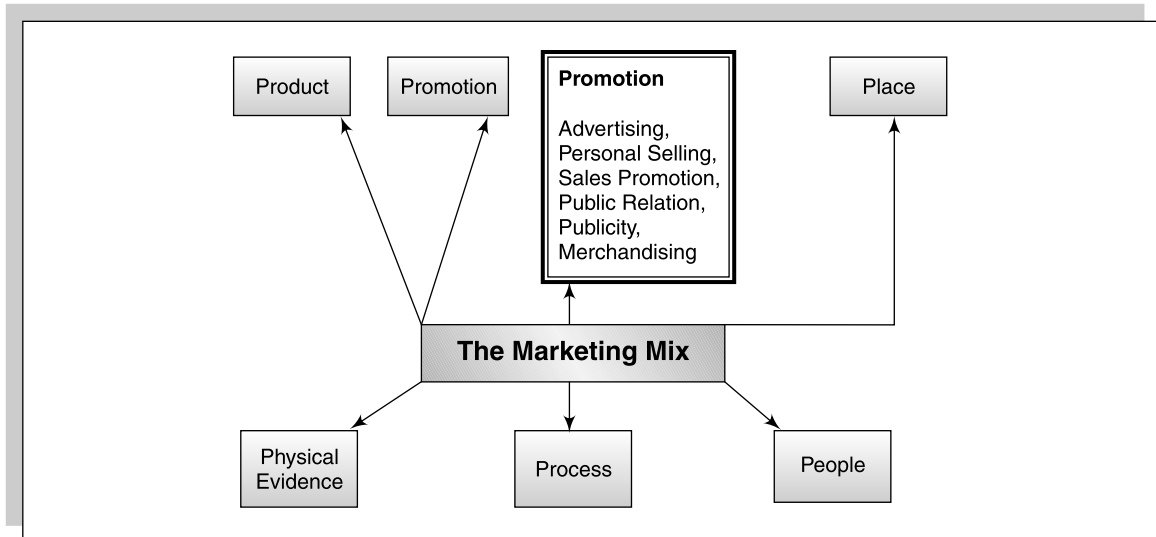 Product
Promotion
Promotion
Advertising,
Personal Selling,
Sales Promotion,
Public Relation,
Publicity,
Merchandising
Place
The Marketing Mix
Physical
Evidence
Process
People